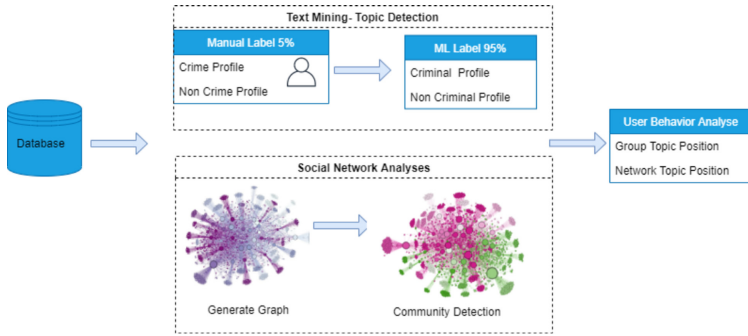 Text Mining- Topic Detection
Manual Label 5%
Crime Profile
Non Crime Profile
ML Label 95%
Criminal Profile
Non Criminal Profile
Database
User Behavior Analyse
Group Topic Position
Network Topic Position
Social Network Analyses
Generate Graph
Community Detection